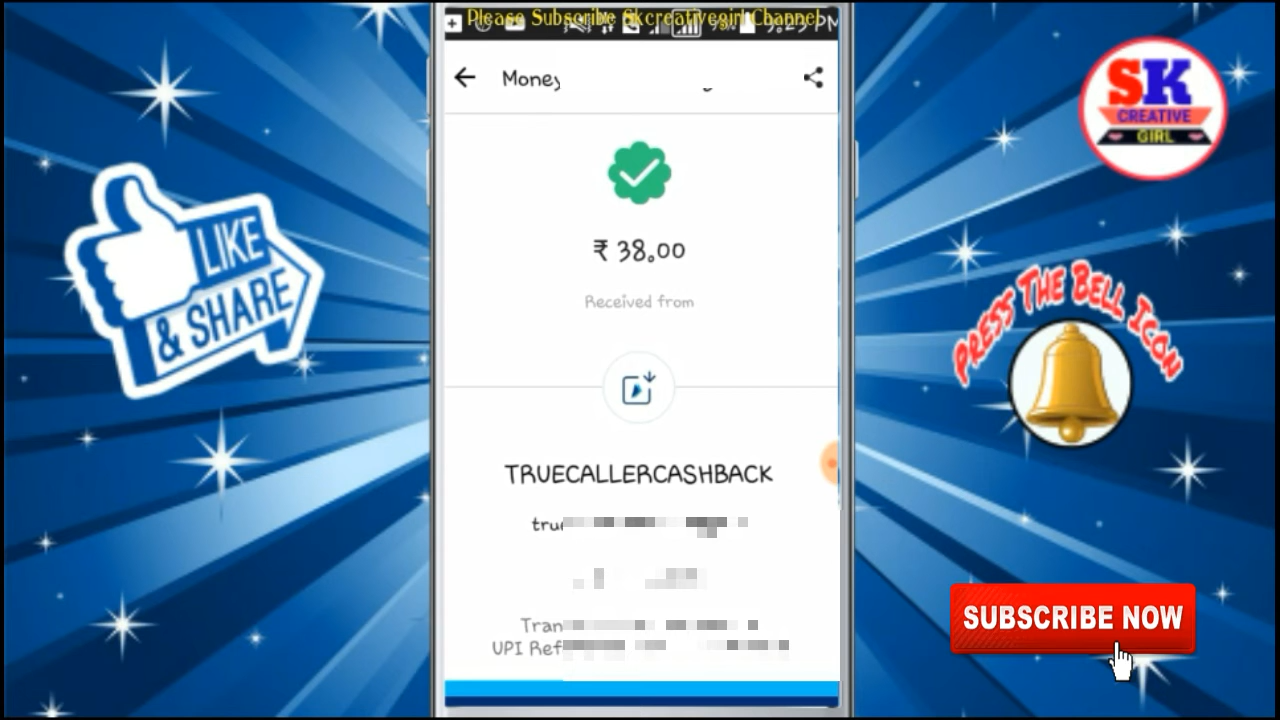 Please Subscribe Skcreativegirl Channel
Money
₹ 38.00
Received from
TRUECALLERCASHBACK
LIKE
& SHARE
SK
CREATIVE
GIRL
PRESS THE BELL ICON
SUBSCRIBE NOW